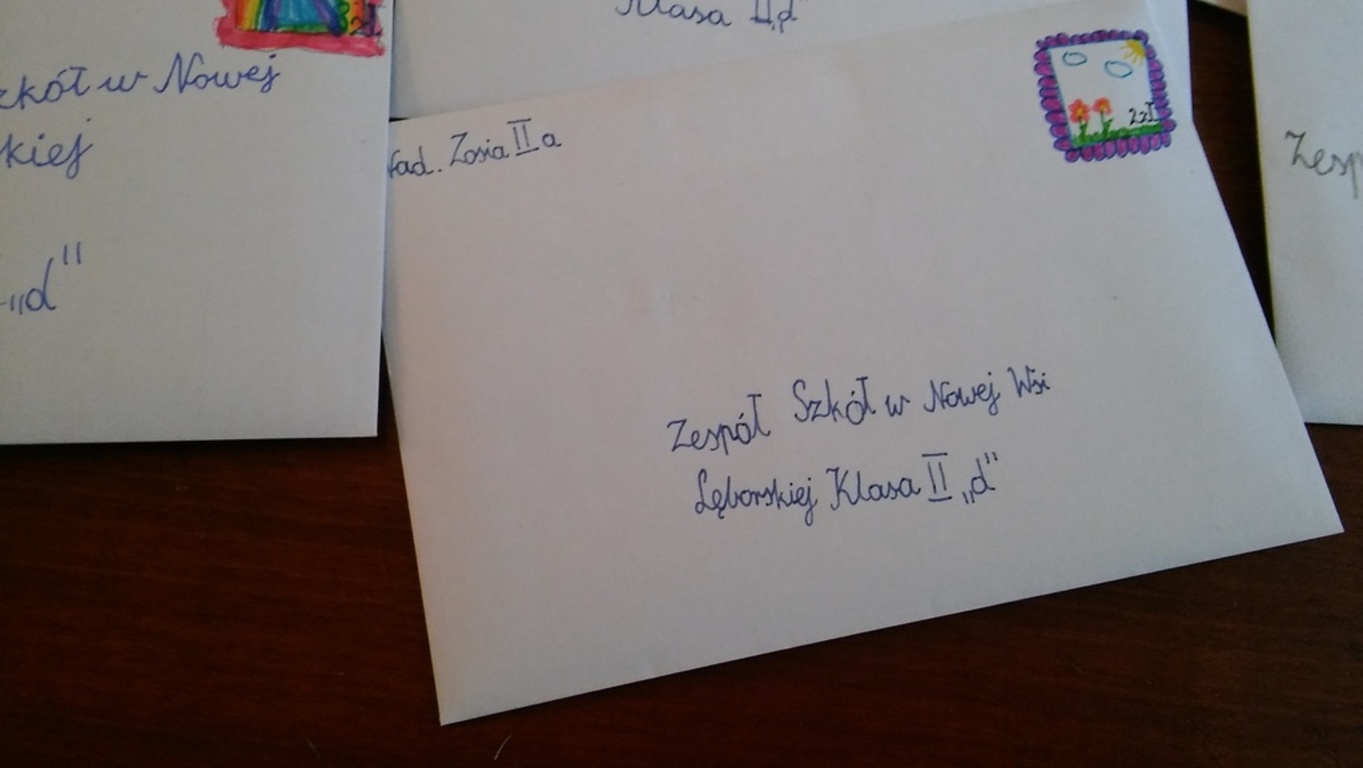 zkół w Nowej
kiej
„d"
Klasa II„d"
nad. Zosia II a
2zł
Zespół Szkół w Nowej Wsi
Lęborskiej Klasa II „d"
Zesp